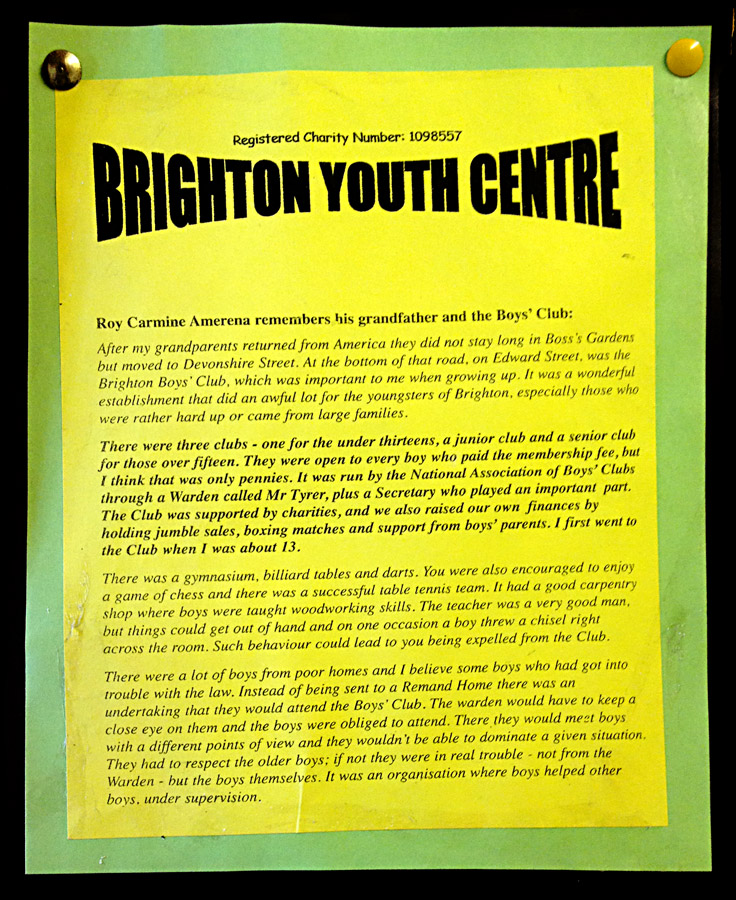 Registered Charity Number: 1098557
BRIGHTON YOUTH CENTRE
Roy Carmine Amerena remembers his grandfather and the Boys' Club:
After my grandparents returned from America they did not stay long in Boss's Gardens
but moved to Devonshire Street. At the bottom of that road, on Edward Street, was the
Brighton Boys' Club, which was important to me when growing up. It was a wonderful
establishment that did an awful lot for the youngsters of Brighton, especially those who
were rather hard up or came from large families.
There were three clubs - one for the under thirteens, a junior club and a senior club
for those over fifteen. They were open to every boy who paid the membership fee, but
I think that was only pennies. It was run by the National Association of Boys' Clubs
through a Warden called Mr Tyrer, plus a Secretary who played an important part.
The Club was supported by charities, and we also raised our own finances by
holding jumble sales, boxing matches and support from boys' parents. I first went to
the Club when I was about 13.
There was a gymnasium, billiard tables and darts. You were also encouraged to enjoy
a game of chess and there was a successful table tennis team. It had a good carpentry
shop where boys were taught woodworking skills. The teacher was a very good man,
but things could get out of hand and on one occasion a boy threw a chisel right
across the room. Such behaviour could lead to you being expelled from the Club.
There were a lot of boys from poor homes and I believe some boys who had got into
trouble with the law. Instead of being sent to a Remand Home there was an
undertaking that they would attend the Boys' Club. The warden would have to keep a
close eye on them and the boys were obliged to attend. There they would meet boys
with a different points of view and they wouldn't be able to dominate a given situation.
They had to respect the older boys; if not they were in real trouble - not from the
Warden - but the boys themselves. It was an organisation where boys helped other
boys, under supervision.